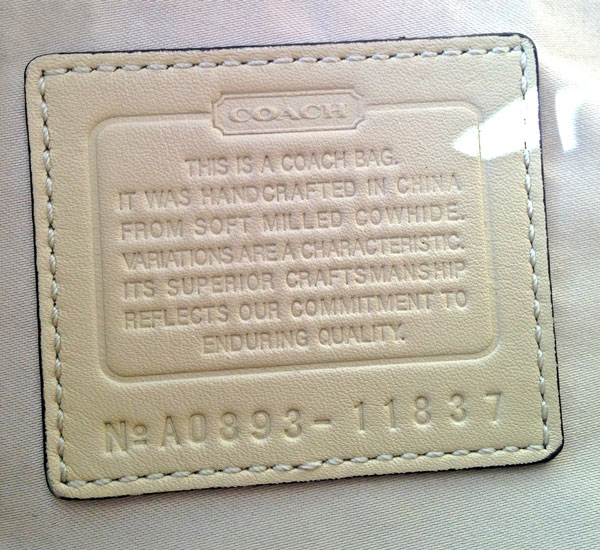 COACH
THIS IS A COACH BAG.
IT WAS HANDCRAFTED IN CHINA
FROM SOFT MILLED COWHIDE.
VARIATIONS ARE A CHARACTERISTIC.
ITS SUPERIOR CRAFTSMANSHIP
REFLECTS OUR COMMITMENT TO
ENDURING QUALITY.
№ A0893-11837